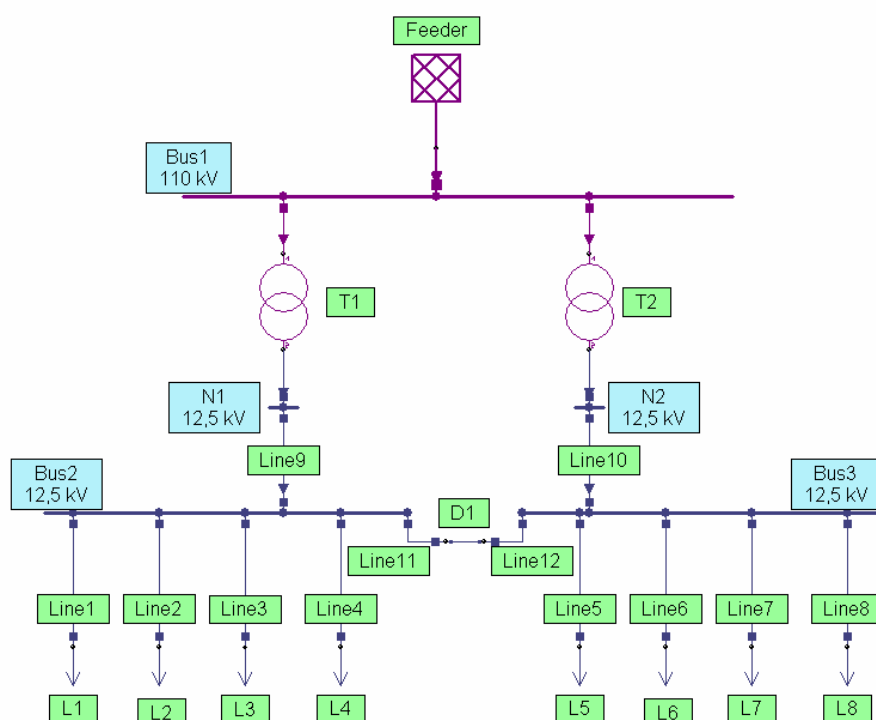 Feeder
Bus1
110 kV
T1
T2
N1
12,5 kV
N2
12,5 kV
Line9
Line10
Bus2
12,5 kV
Bus3
12,5 kV
D1
Line11
Line12
Line1
Line2
Line3
Line4
Line5
Line6
Line7
Line8
L1
L2
L3
L4
L5
L6
L7
L8